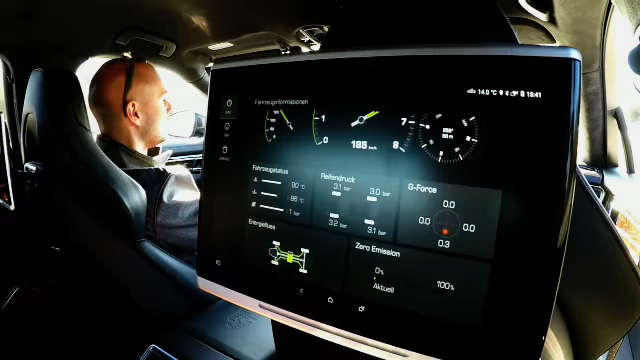 14.0 °C 15:41
Fahrzeuginformationen
100
1
0
7
8
185 km/h
Fahrzeugstatus
90 °C
86 °C
1 bar
Reifendruck
3.1 bar 3.0 bar
3.2 bar 3.1 bar
G-Force
0.0
0.0 0.0
0.3
Energiefluss
Zero Emission
0%
Aktuell
100%